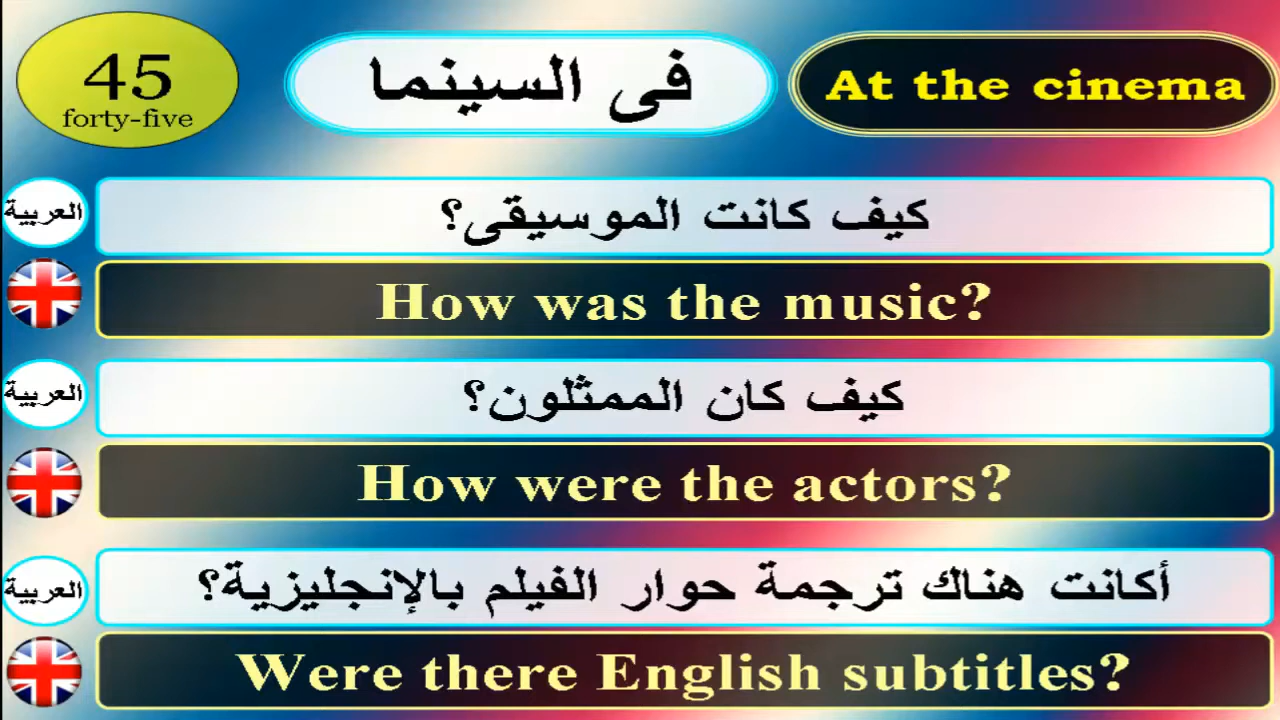 45
forty-five
فى السينما
At the cinema
العربية
كيف كانت الموسيقى؟
How was the music?
العربية
كيف كان الممثلون؟
How were the actors?
العربية
أكانت هناك ترجمة حوار الفيلم بالإنجليزية؟
Were there English subtitles?